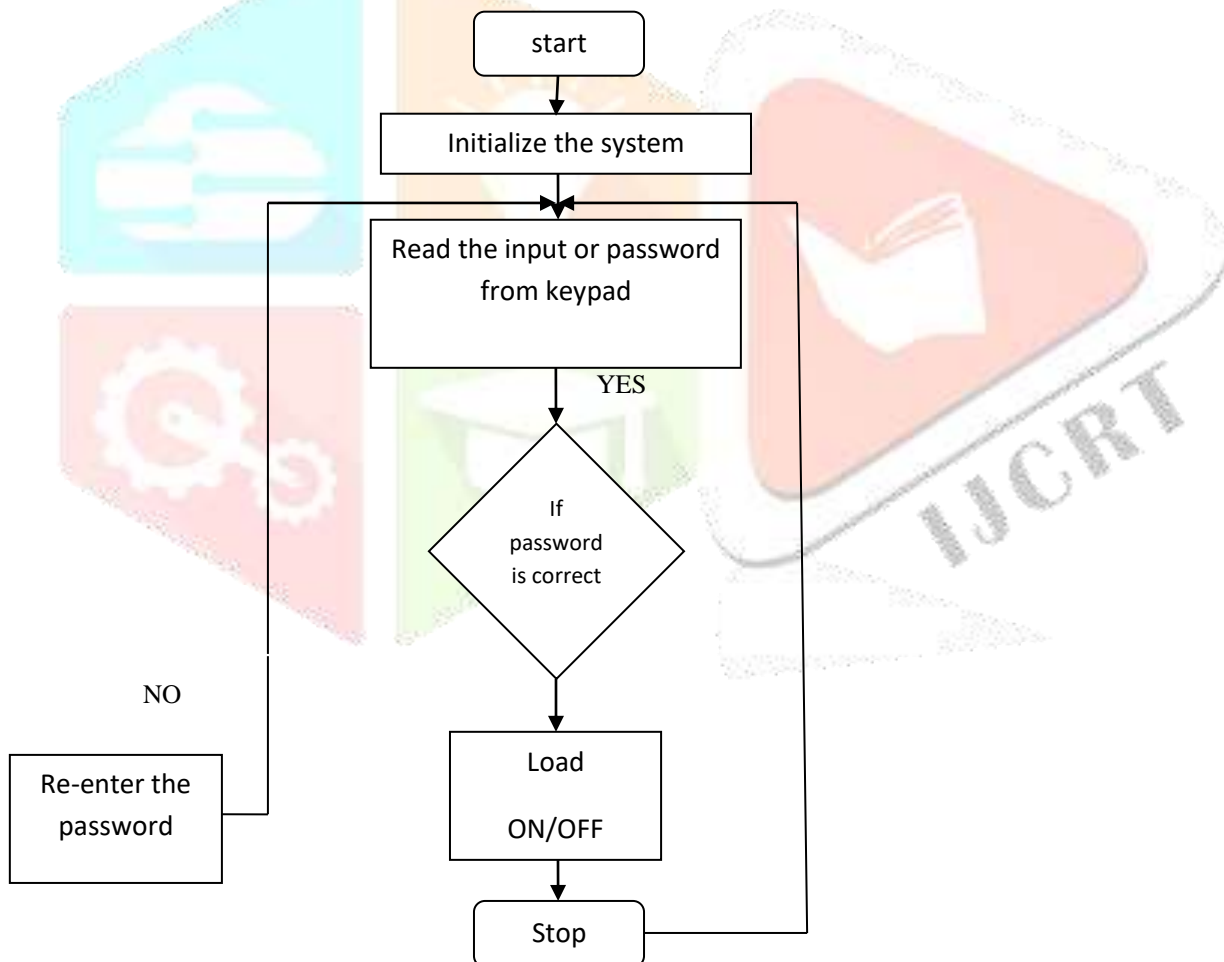 start
Initialize the system
Read the input or password
from keypad
YES
If
password
is correct
IJCRT
NO
Load
ON/OFF
Re-enter the
password
Stop